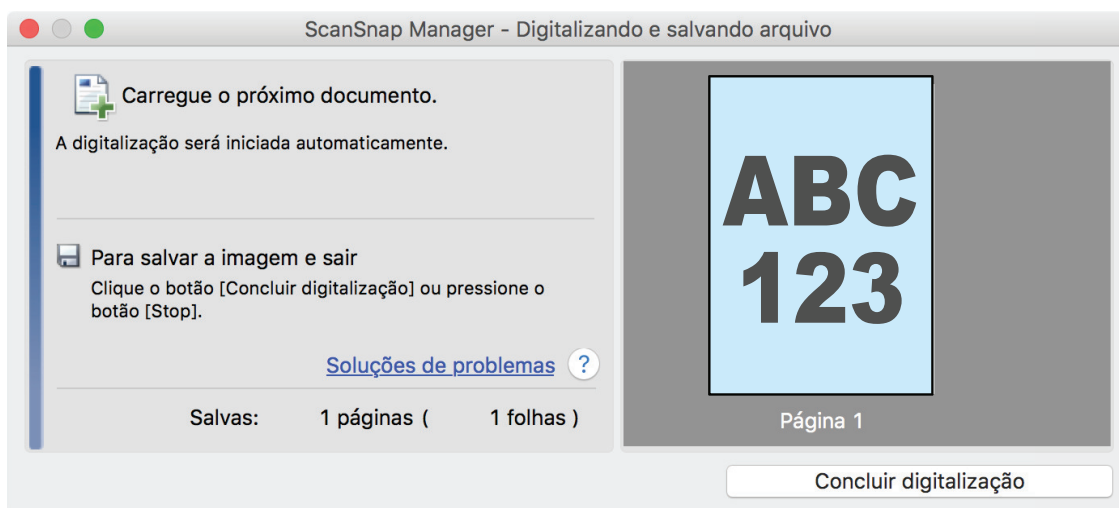 ScanSnap Manager - Digitalizando e salvando arquivo
Carregue o próximo documento.
A digitalização será iniciada automaticamente.
Para salvar a imagem e sair
Clique o botão [Concluir digitalização] ou pressione o
botão [Stop].
Soluções de problemas ?
Salvas: 1 páginas ( 1 folhas )
ABC
123
Página 1
Concluir digitalização